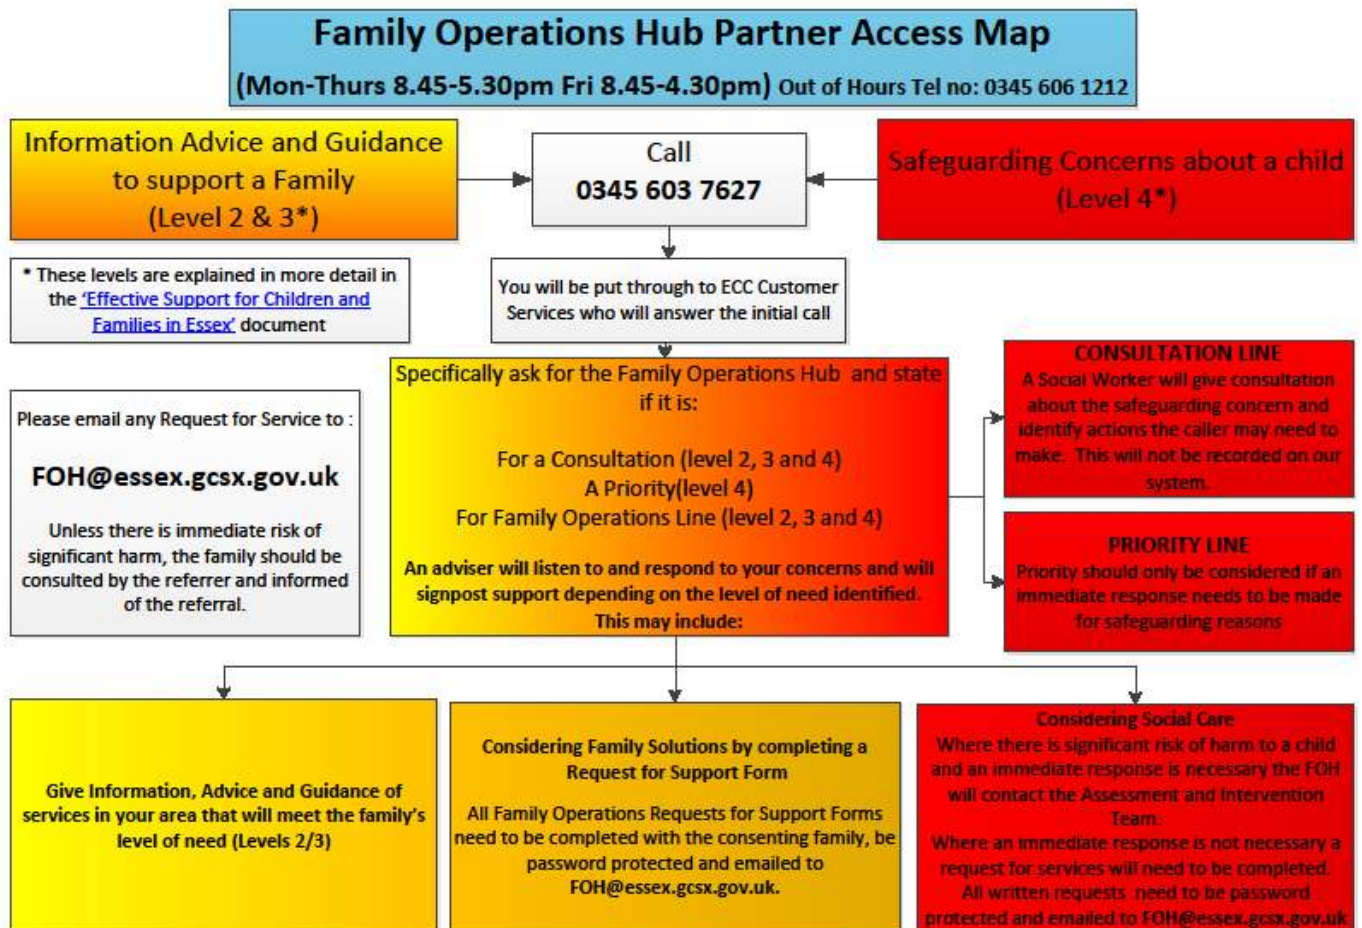 Family Operations Hub Partner Access Map
(Mon-Thurs 8.45-5.30pm Fri 8.45-4.30pm) Out of Hours Tel no: 0345 606 1212
Information Advice and Guidance
to support a Family
(Level 2 & 3*)
Call
0345 603 7627
Safeguarding Concerns about a child
(Level 4*)
* These levels are explained in more detail in
the ‘Effective Support for Children and
Families in Essex’ document
You will be put through to ECC Customer
Services who will answer the initial call
Please email any Request for Service to :
FOH@essex.gcsx.gov.uk
Unless there is immediate risk of
significant harm, the family should be
consulted by the referrer and informed
of the referral.
Specifically ask for the Family Operations Hub and state
if it is:
For a Consultation (level 2, 3 and 4)
A Priority(level 4)
For Family Operations Line (level 2, 3 and 4)
An adviser will listen to and respond to your concerns and will
signpost support depending on the level of need identified.
This may include:
CONSULTATION LINE
A Social Worker will give consultation
about the safeguarding concern and
identify actions the caller may need to
make. This will not be recorded on our
system.
PRIORITY LINE
Priority should only be considered if an
immediate response needs to be made
for safeguarding reasons
Give Information, Advice and Guidance of
services in your area that will meet the family’s
level of need (Levels 2/3)
Considering Family Solutions by completing a
Request for Support Form
All Family Operations Requests for Support Forms
need to be completed with the consenting family, be
password protected and emailed to
FOH@essex.gcsx.gov.uk.
Considering Social Care
Where there is significant risk of harm to a child
and an immediate response is necessary the FOH
will contact the Assessment and Intervention
Team.
Where an immediate response is not necessary a
request for services will need to be completed.
All written requests need to be password
protected and emailed to FOH@essex.gcsx.gov.uk